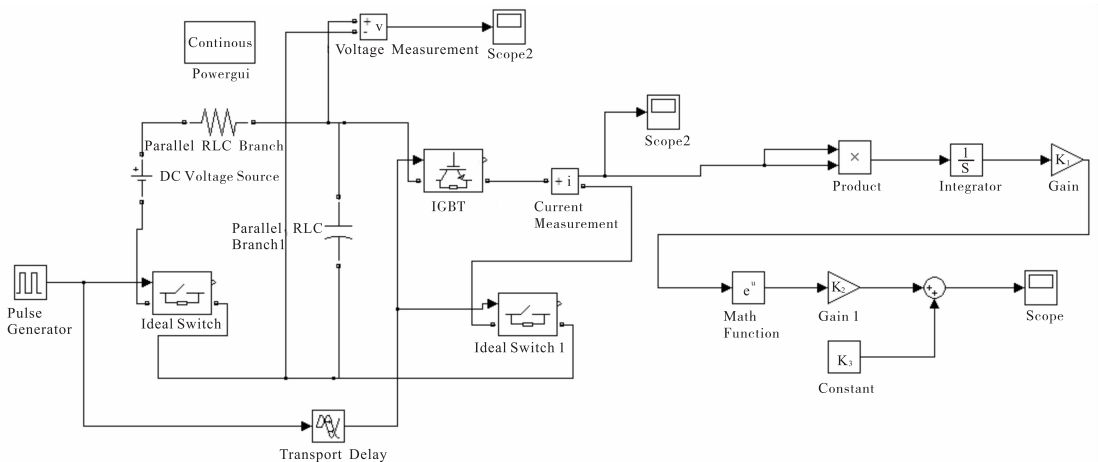 +
-
v
Voltage Measurement
Scope2
Continous
Powergui
Parallel RLC Branch
+
DC Voltage Source
IGBT
+ i
Current
Measurement
Scope2
×
Product
1
S
Integrator
K₁
Gain
Parallel RLC
Branch1
Pulse
Generator
Ideal Switch
Ideal Switch 1
eᵘ
Math
Function
K₂
Gain 1
+
+
Scope
K₃
Constant
Transport Delay